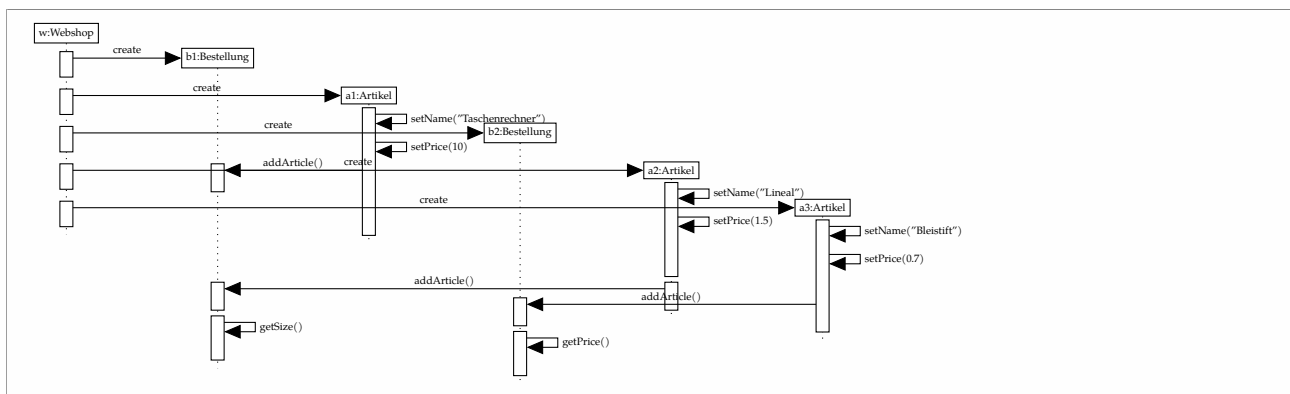 w:Webshop
create
b1:Bestellung
create
a1:Artikel
setName("Taschenrechner")
create
b2:Bestellung
setPrice(10)
addArticle()
create
a2:Artikel
setName("Lineal")
create
a3:Artikel
setPrice(1.5)
setName("Bleistift")
setPrice(0.7)
addArticle()
addArticle()
getSize()
getPrice()